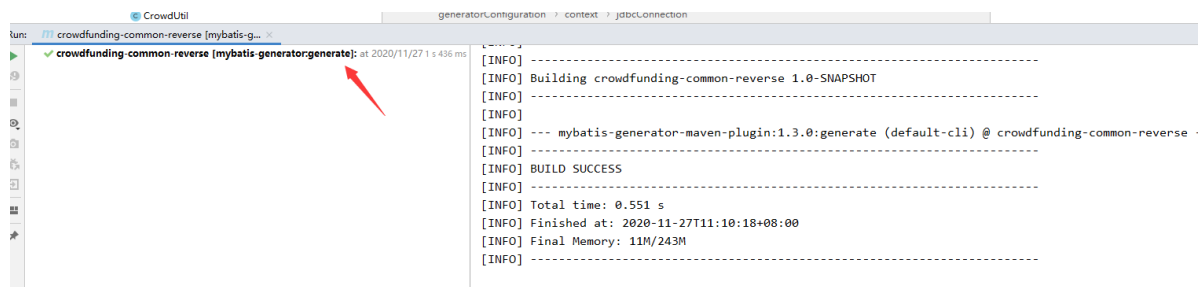 CrowdUtil
generatorConfiguration › context › jdbcConnection
Run:
crowdfunding-common-reverse [mybatis-g... ×
crowdfunding-common-reverse [mybatis-generator:generate]: at 2020/11/27 1 s 436 ms
[INFO]
[INFO] ------------------------------------------------------------------------
[INFO] Building crowdfunding-common-reverse 1.0-SNAPSHOT
[INFO] ------------------------------------------------------------------------
[INFO]
[INFO] --- mybatis-generator-maven-plugin:1.3.0:generate (default-cli) @ crowdfunding-common-reverse -
[INFO] ------------------------------------------------------------------------
[INFO] BUILD SUCCESS
[INFO] ------------------------------------------------------------------------
[INFO] Total time: 0.551 s
[INFO] Finished at: 2020-11-27T11:10:18+08:00
[INFO] Final Memory: 11M/243M
[INFO] ------------------------------------------------------------------------